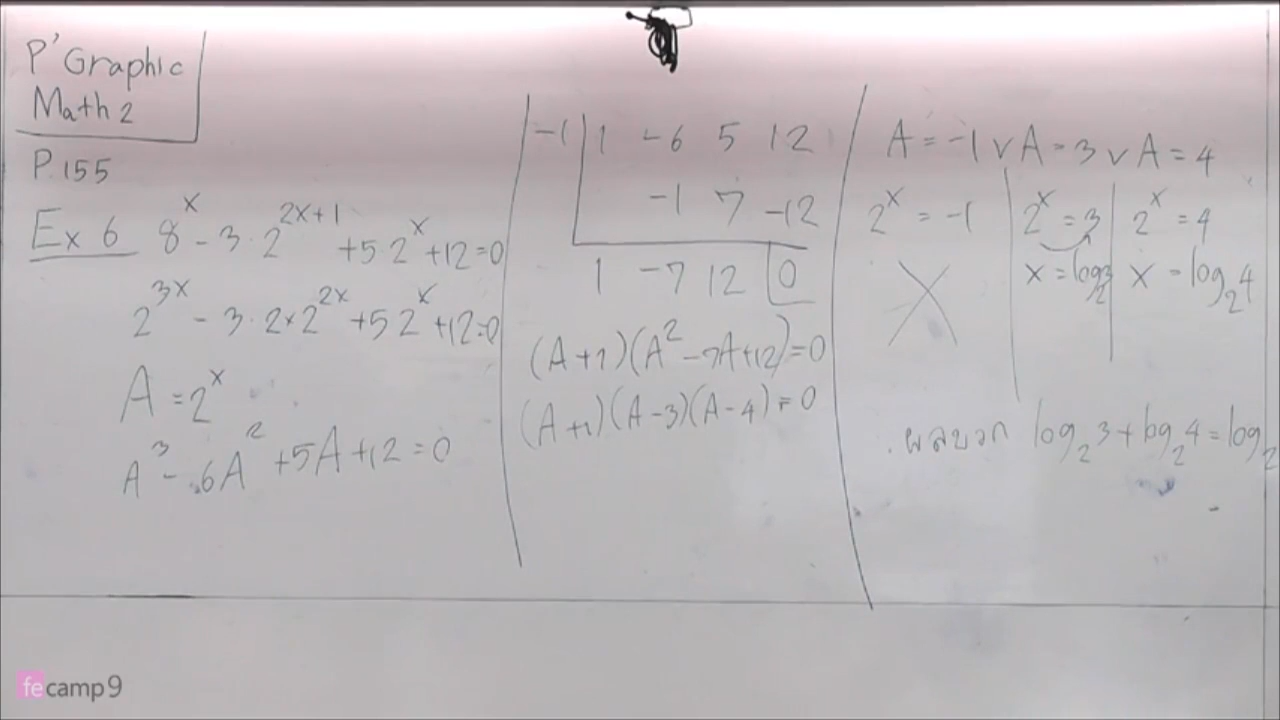 P'Graphic
Math 2
P.155
Ex 6 8^x - 3·2^{2x+1} +5·2^x +12=0
2^{3x} - 3·2×2^{2x} +5 2^x +12=0
A = 2^x
A^3 - 6A^2 +5A+12=0
-1 | 1 -6 5 12
-1 7 -12
1 -7 12 | 0
(A+1)(A^2-7A+12)=0
(A+1)(A-3)(A-4)=0
A = -1 ∨ A = 3 ∨ A = 4
2^x = -1 | 2^x = 3 | 2^x = 4
x = log_2 3 | x = log_2 4
ผลบวก log_2 3 + log_2 4 = log_2
fecamp9